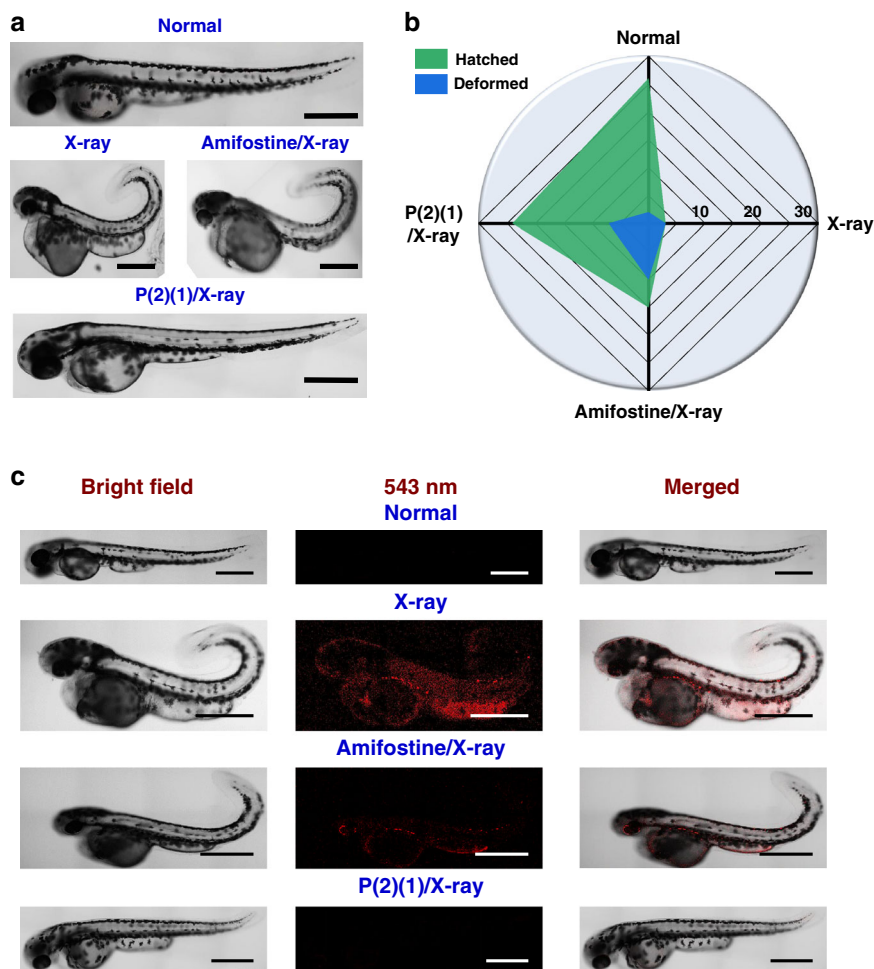 a
Normal
X-ray
Amifostine/X-ray
P(2)(1)/X-ray
b
Hatched
Deformed
Normal
P(2)(1)
/X-ray
10
20
30
X-ray
Amifostine/X-ray
c
Bright field
543 nm
Merged
Normal
X-ray
Amifostine/X-ray
P(2)(1)/X-ray